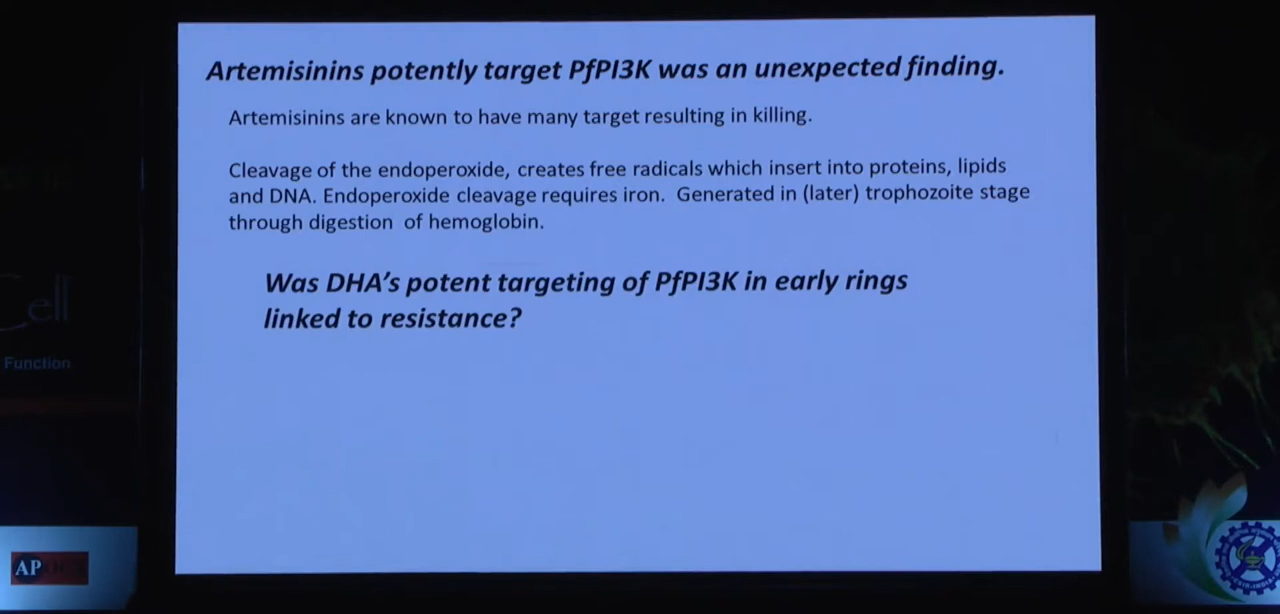 Artemisinins potently target PfPI3K was an unexpected finding.
Artemisinins are known to have many target resulting in killing.
Cleavage of the endoperoxide, creates free radicals which insert into proteins, lipids
and DNA. Endoperoxide cleavage requires iron.  Generated in (later) trophozoite stage
through digestion  of hemoglobin.
Was DHA’s potent targeting of PfPI3K in early rings
linked to resistance?
Cell
Function
AP